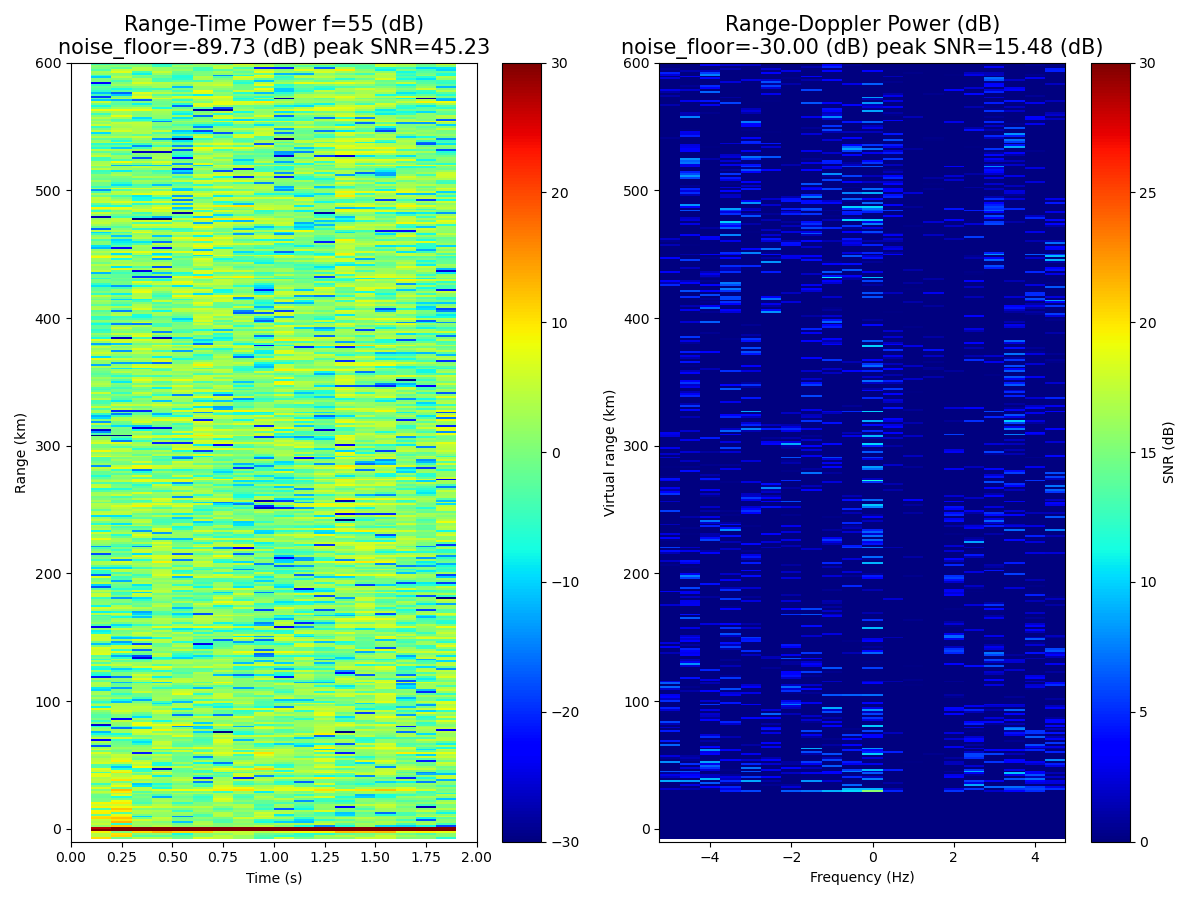 Range-Time Power f=55 (dB)
noise_floor=-89.73 (dB) peak SNR=45.23
Range (km)
600
500
400
300
200
100
0
0.00 0.25 0.50 0.75 1.00 1.25 1.50 1.75 2.00
Time (s)
30
20
10
0
−10
−20
−30
Range-Doppler Power (dB)
noise_floor=-30.00 (dB) peak SNR=15.48 (dB)
Virtual range (km)
600
500
400
300
200
100
0
−4 −2 0 2 4
Frequency (Hz)
30
25
20
15
10
5
0
SNR (dB)